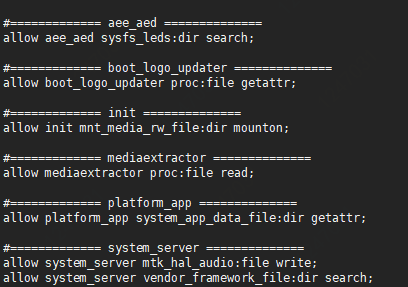 #============= aee_aed ==============
allow aee_aed sysfs_leds:dir search;
#============= boot_logo_updater ==============
allow boot_logo_updater proc:file getattr;
#============= init ==============
allow init mnt_media_rw_file:dir mounton;
#============= mediaextractor ==============
allow mediaextractor proc:file read;
#============= platform_app ==============
allow platform_app system_app_data_file:dir getattr;
#============= system_server ==============
allow system_server mtk_hal_audio:file write;
allow system_server vendor_framework_file:dir search;